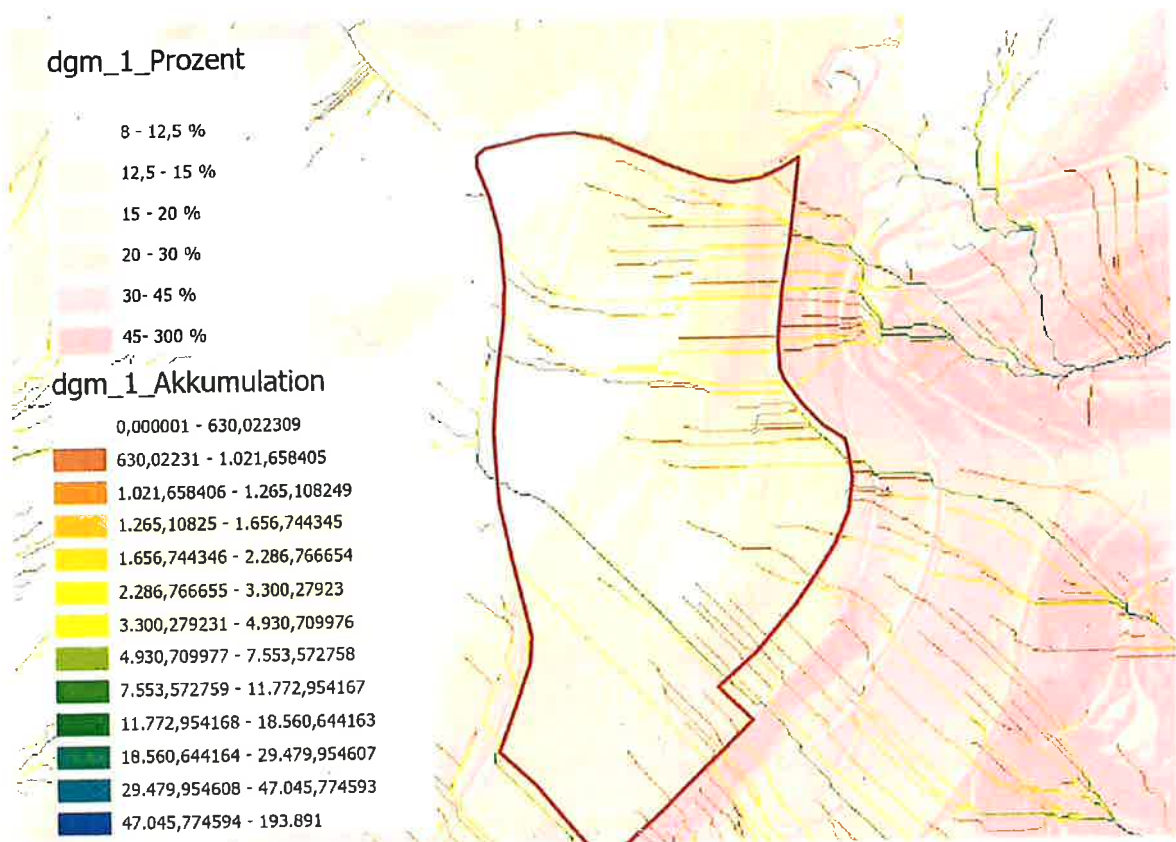 dgm_1_Prozent
8 - 12,5 %
12,5 - 15 %
15 - 20 %
20 - 30 %
30- 45 %
45- 300 %
dgm_1_Akkumulation
0,000001 - 630,022309
630,02231 - 1.021,658405
1.021,658406 - 1.265,108249
1.265,10825 - 1.656,744345
1.656,744346 - 2.286,766654
2.286,766655 - 3.300,27923
3.300,279231 - 4.930,709976
4.930,709977 - 7.553,572758
7.553,572759 - 11.772,954167
11.772,954168 - 18.560,644163
18.560,644164 - 29.479,954607
29.479,954608 - 47.045,774593
47.045,774594 - 193.891